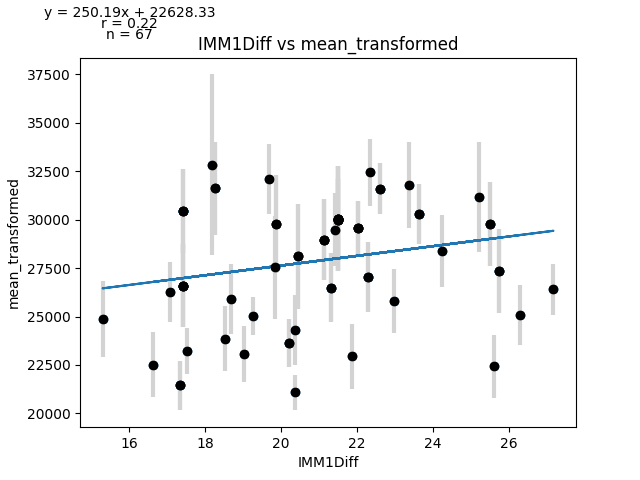 y = 250.19x + 22628.33
r = 0.22
n = 67
IMM1Diff vs mean_transformed
37500
35000
32500
30000
27500
25000
22500
20000
mean_transformed
16 18 20 22 24 26
IMM1Diff